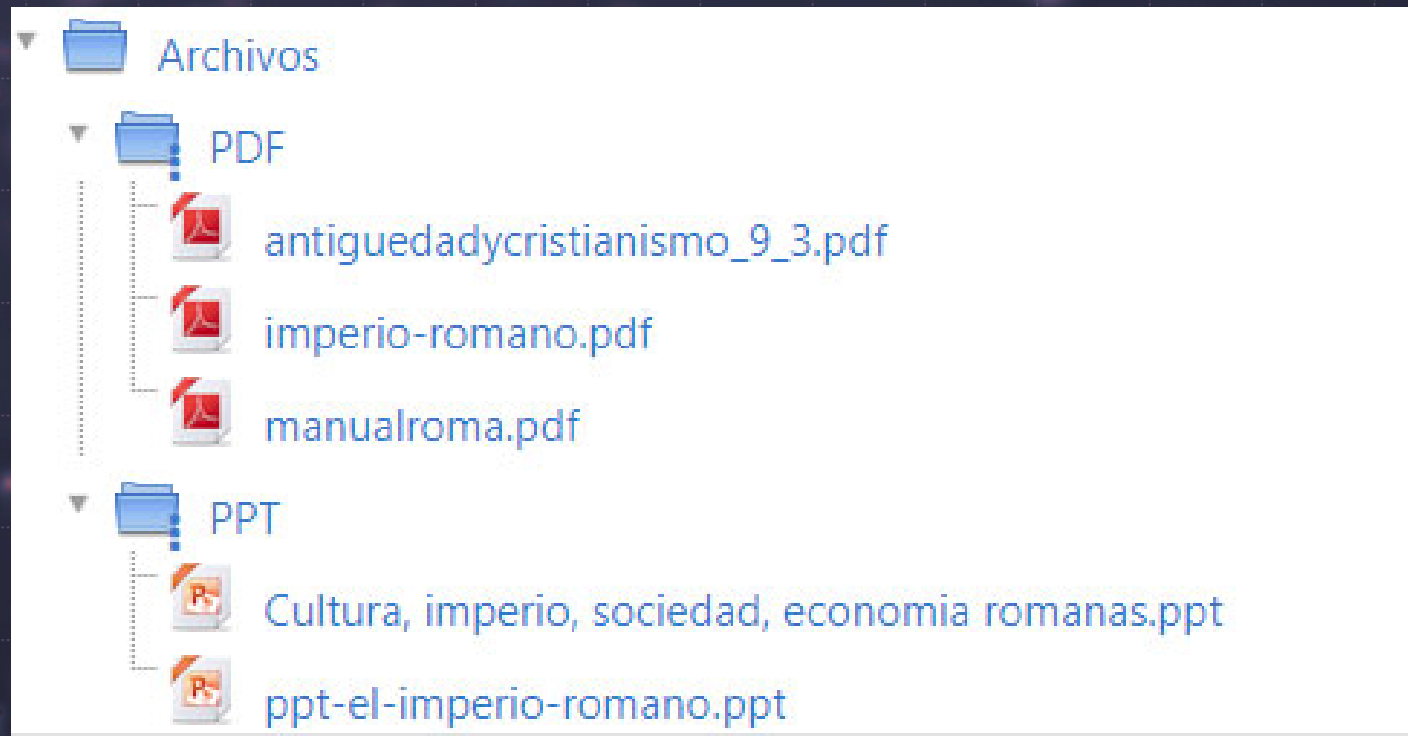 Archivos
PDF
antiguedadycristianismo_9_3.pdf
imperio-romano.pdf
manualroma.pdf
PPT
Cultura, imperio, sociedad, economia romanas.ppt
ppt-el-imperio-romano.ppt